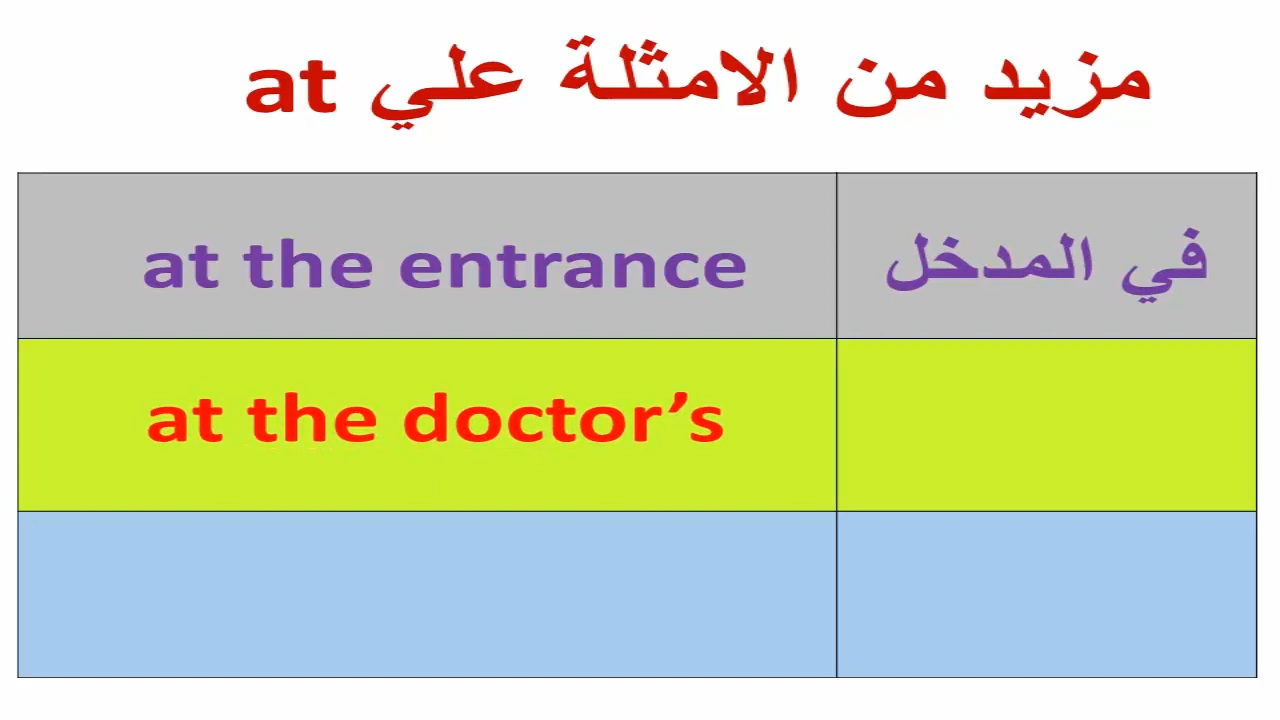 مزيد من الامثلة علي at
at the entrance
في المدخل
at the doctor’s